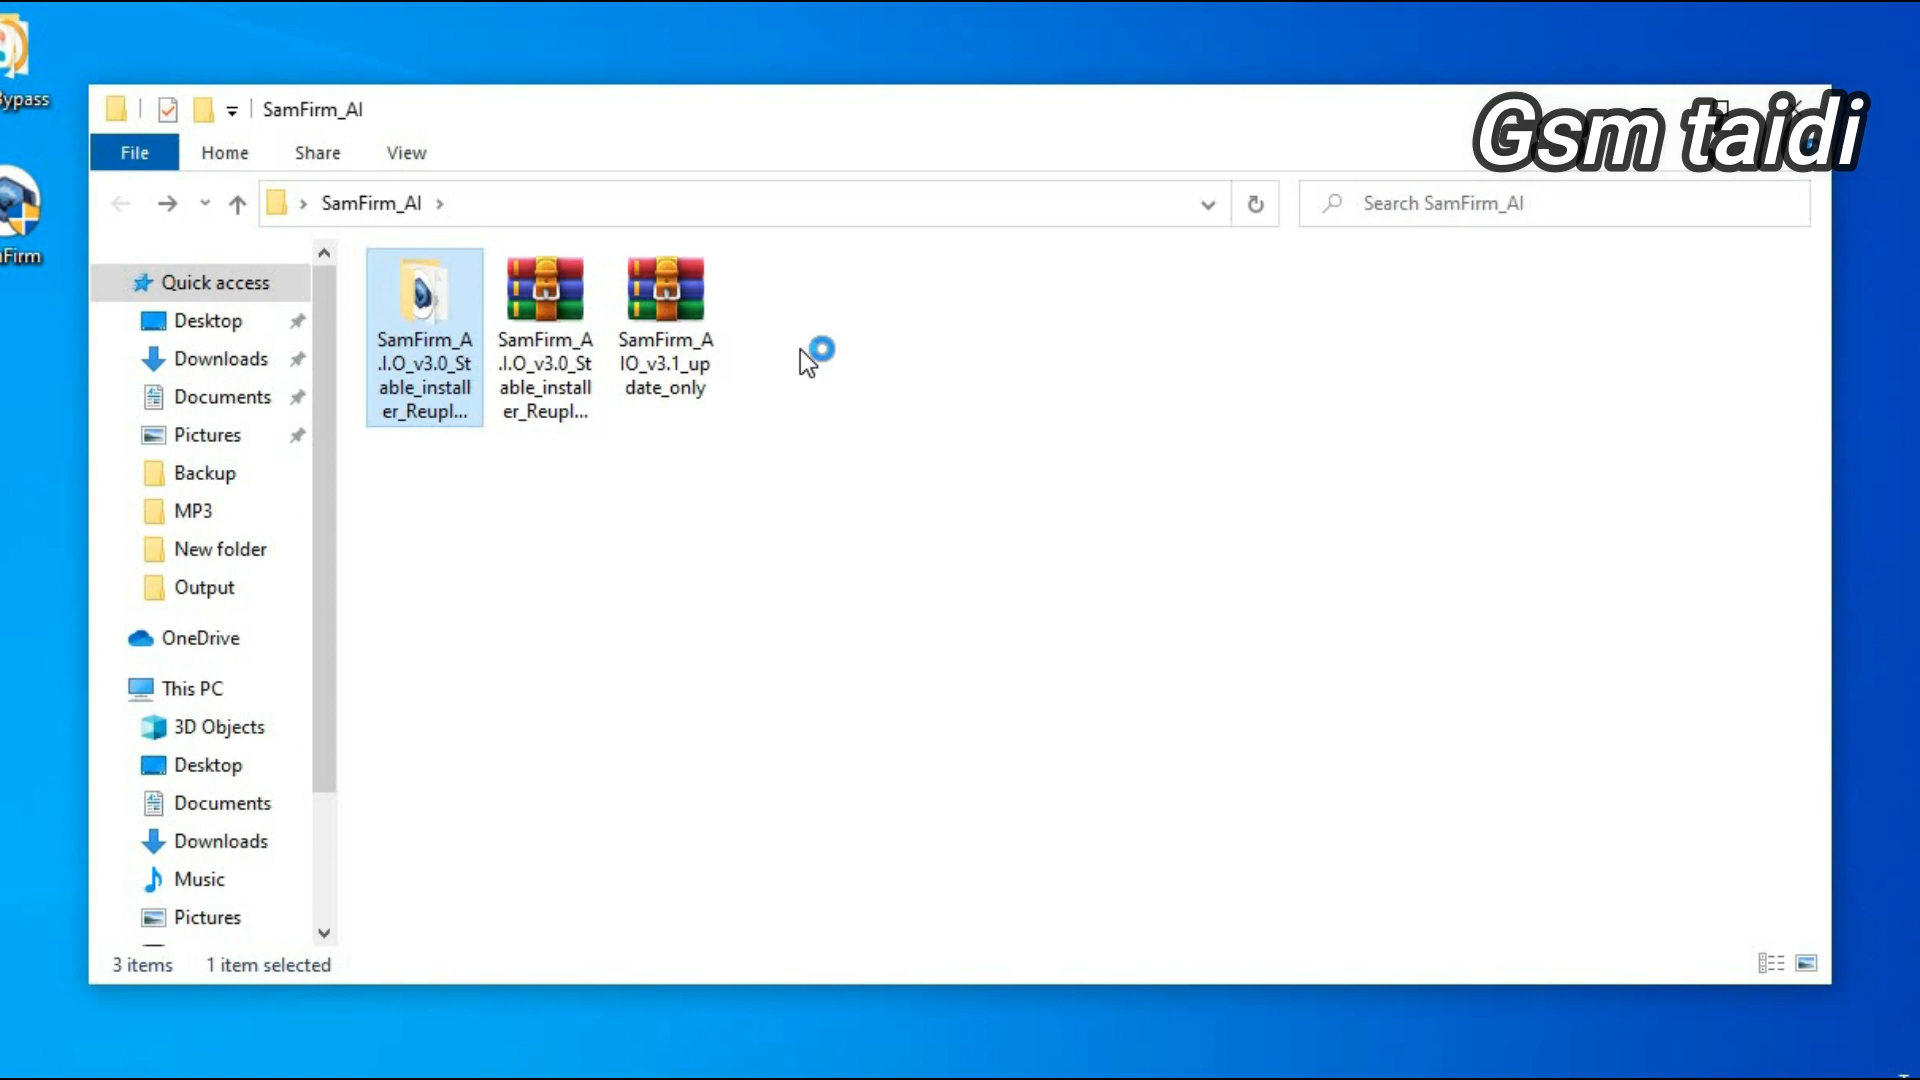 Bypass
Firm
SamFirm_AI
Gsm taidi
File
Home
Share
View
SamFirm_AI
Search SamFirm_AI
Quick access
Desktop
Downloads
Documents
Pictures
Backup
MP3
New folder
Output
OneDrive
This PC
3D Objects
Desktop
Documents
Downloads
Music
Pictures
SamFirm_A
.I.O_v3.0_St
able_install
er_Reupl...
SamFirm_A
.I.O_v3.0_St
able_install
er_Reupl...
SamFirm_A
IO_v3.1_up
date_only
3 items
1 item selected